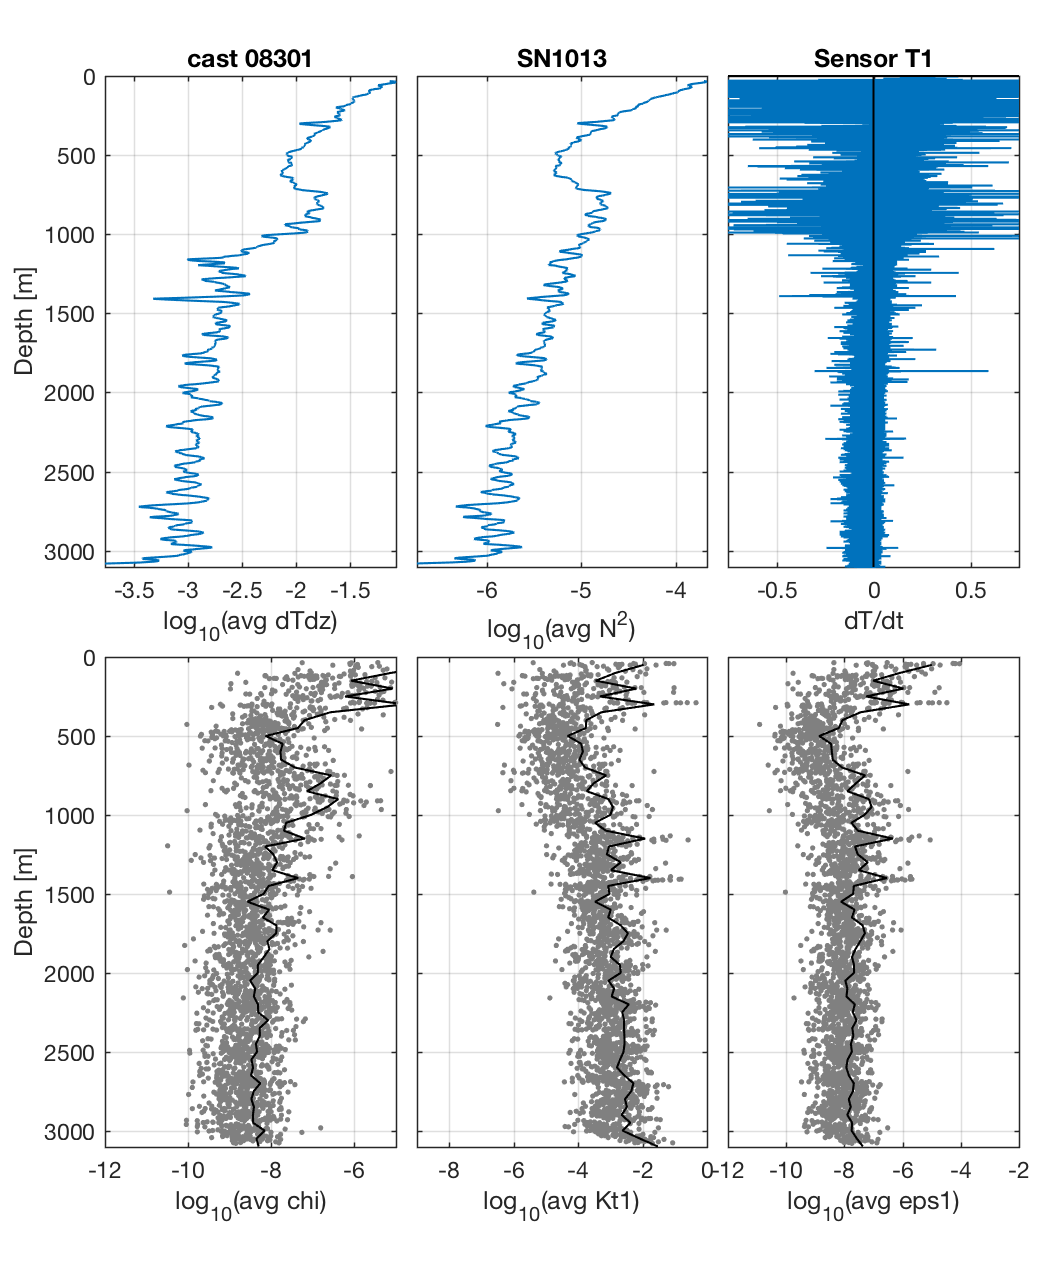 cast 08301 SN1013 Sensor T1
0
500
1000
1500
2000
2500
3000
Depth [m]
-3.5 -3 -2.5 -2 -1.5 -6 -5 -4 -0.5 0 0.5
log10(avg dTdz) log10(avg N2) dT/dt
0
500
1000
1500
2000
2500
3000
Depth [m]
-12 -10 -8 -6 -8 -6 -4 -2 0 -12 -10 -8 -6 -4 -2
log10(avg chi) log10(avg Kt1) log10(avg eps1)